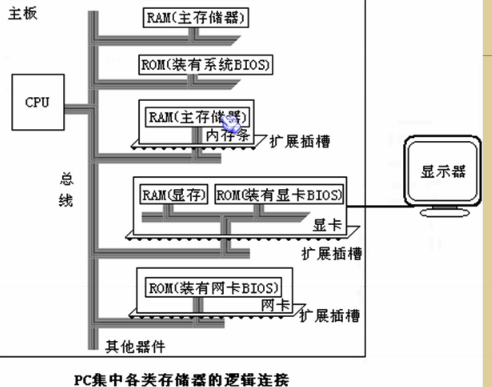 主板
RAM(主存储器)
ROM(装有系统BIOS)
CPU
RAM(主存储器)
内存条
扩展插槽
显示器
总线
RAM(显存)
ROM(装有显卡BIOS)
显卡
扩展插槽
ROM(装有网卡BIOS)
网卡
扩展插槽
其他器件
PC集中各类存储器的逻辑连接